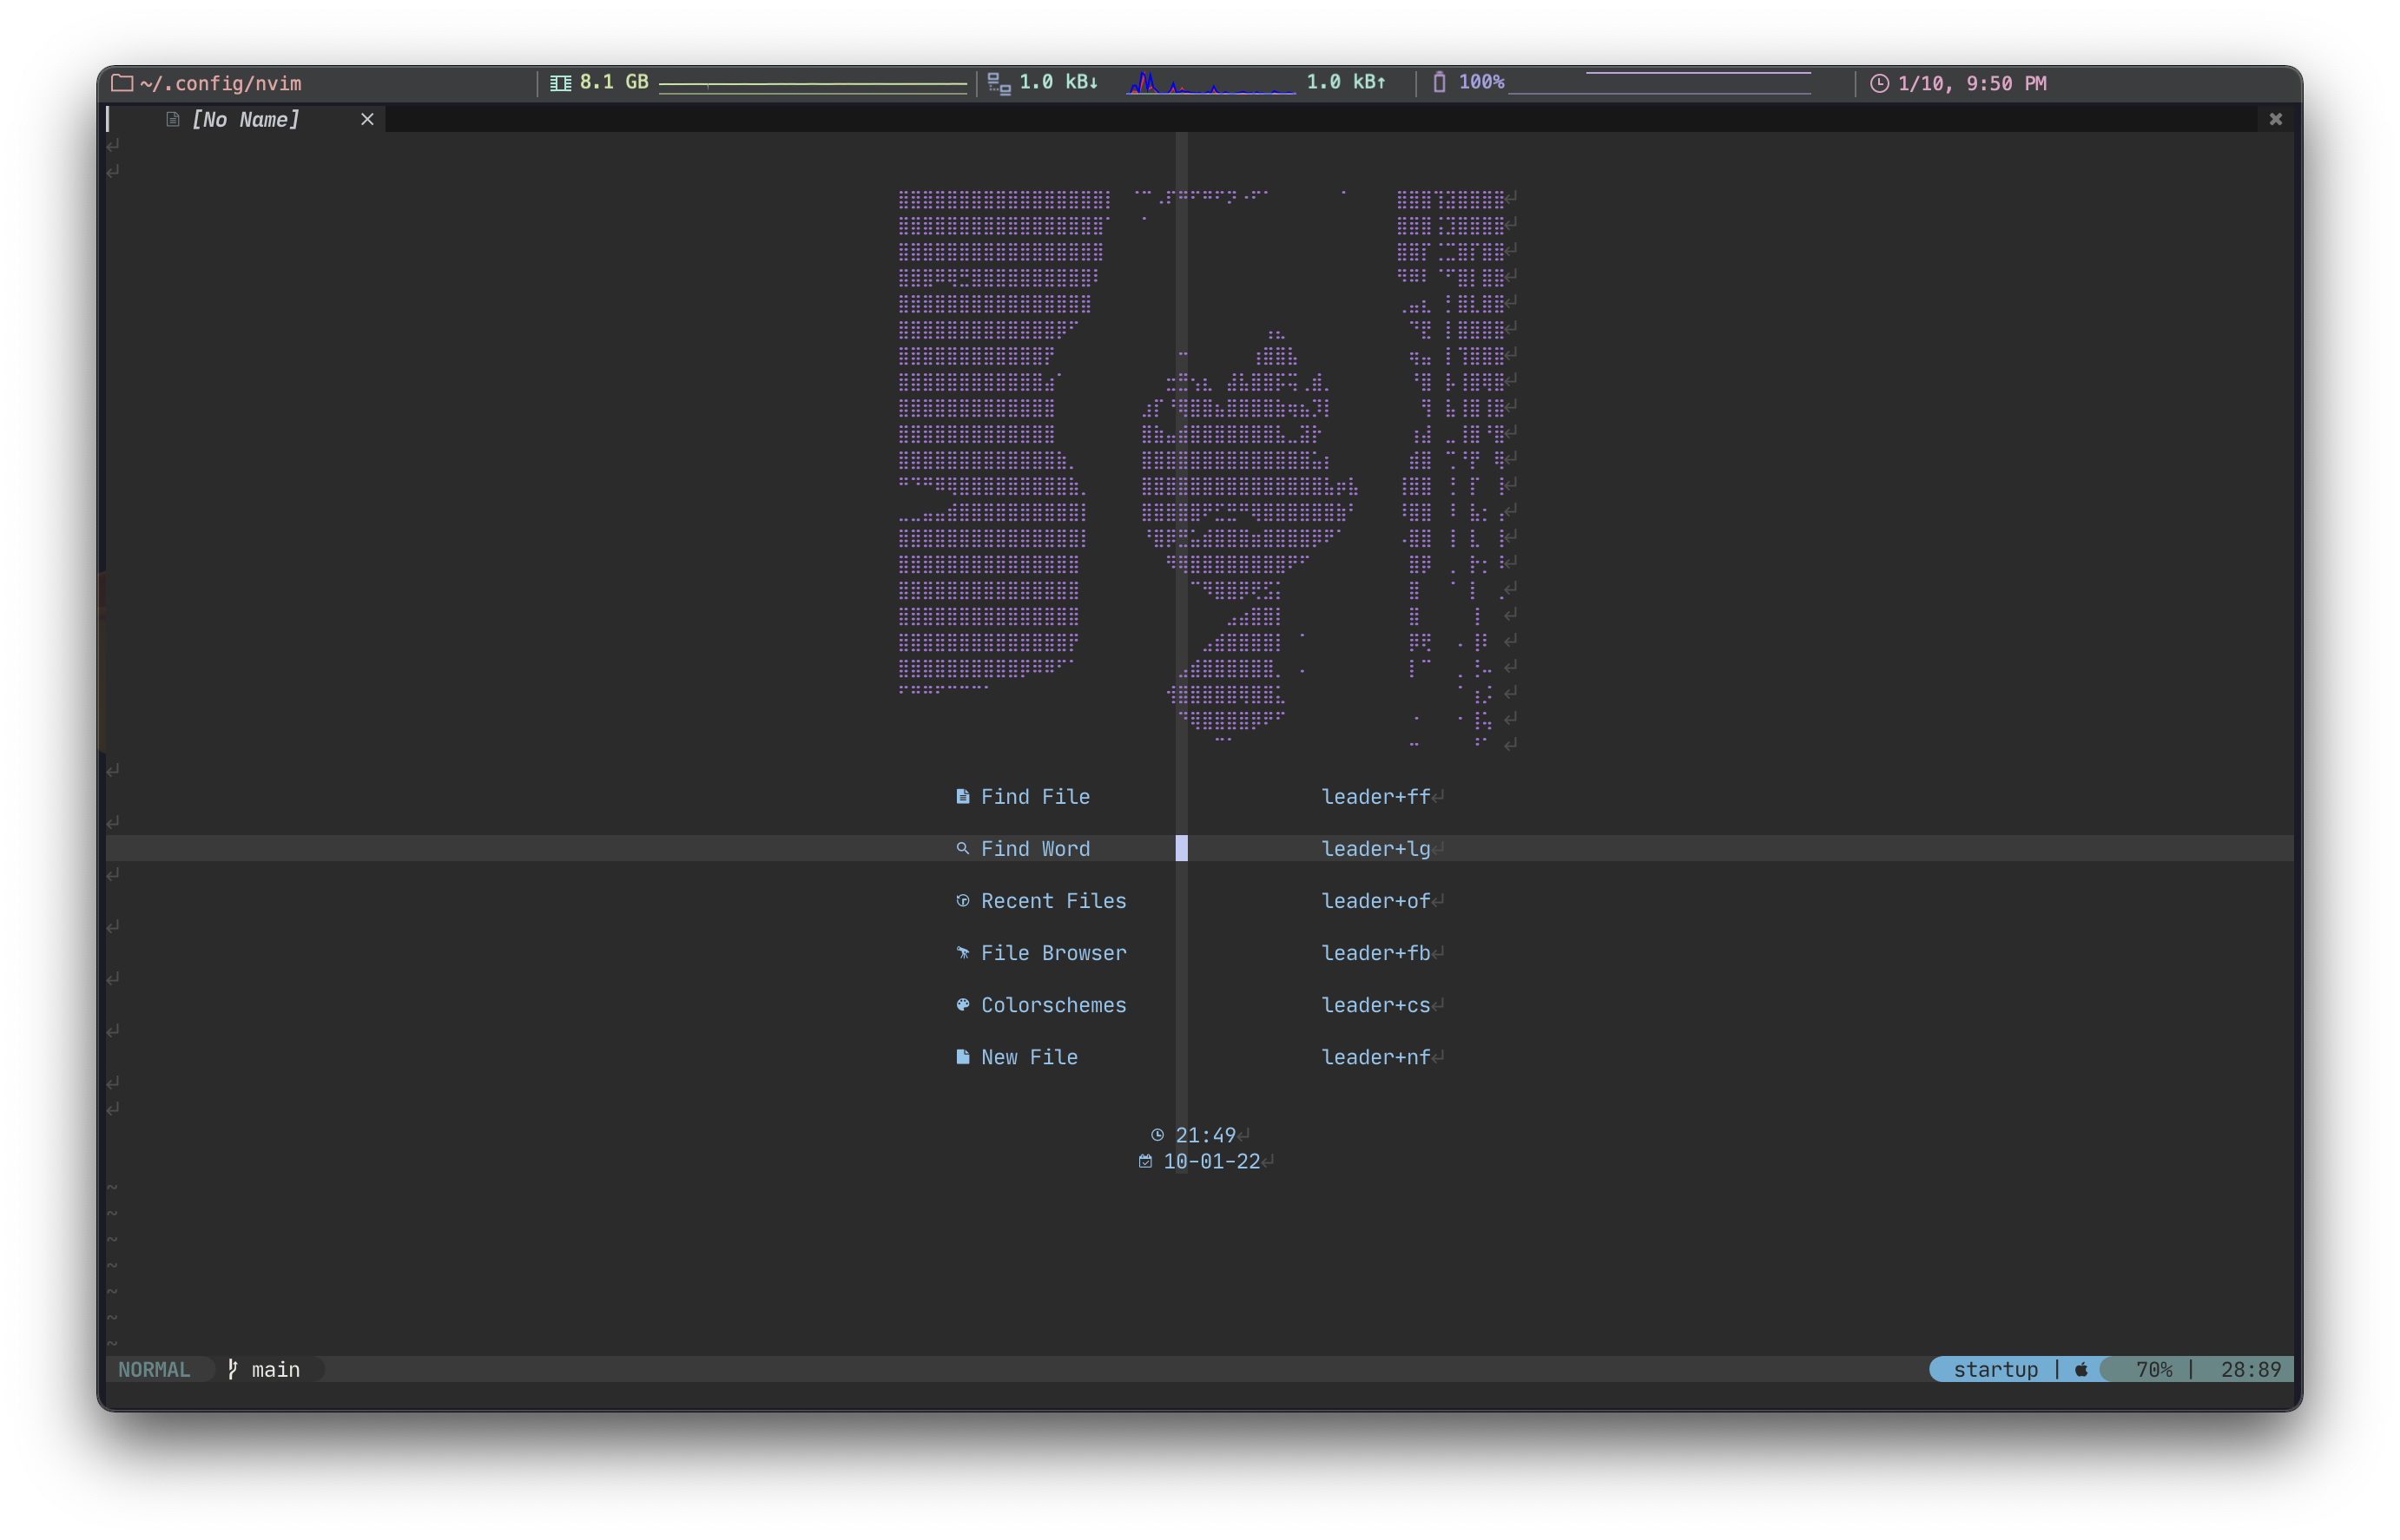 ~/.config/nvim 8.1 GB 1.0 kB↓ 1.0 kB↑ 100% 1/10, 9:50 PM
[No Name]
Find File leader+ff
Find Word leader+lg
Recent Files leader+of
File Browser leader+fb
Colorschemes leader+cs
New File leader+nf
21:49
10-01-22
~
~
~
~
~
~
~
NORMAL main startup | 70% | 28:89